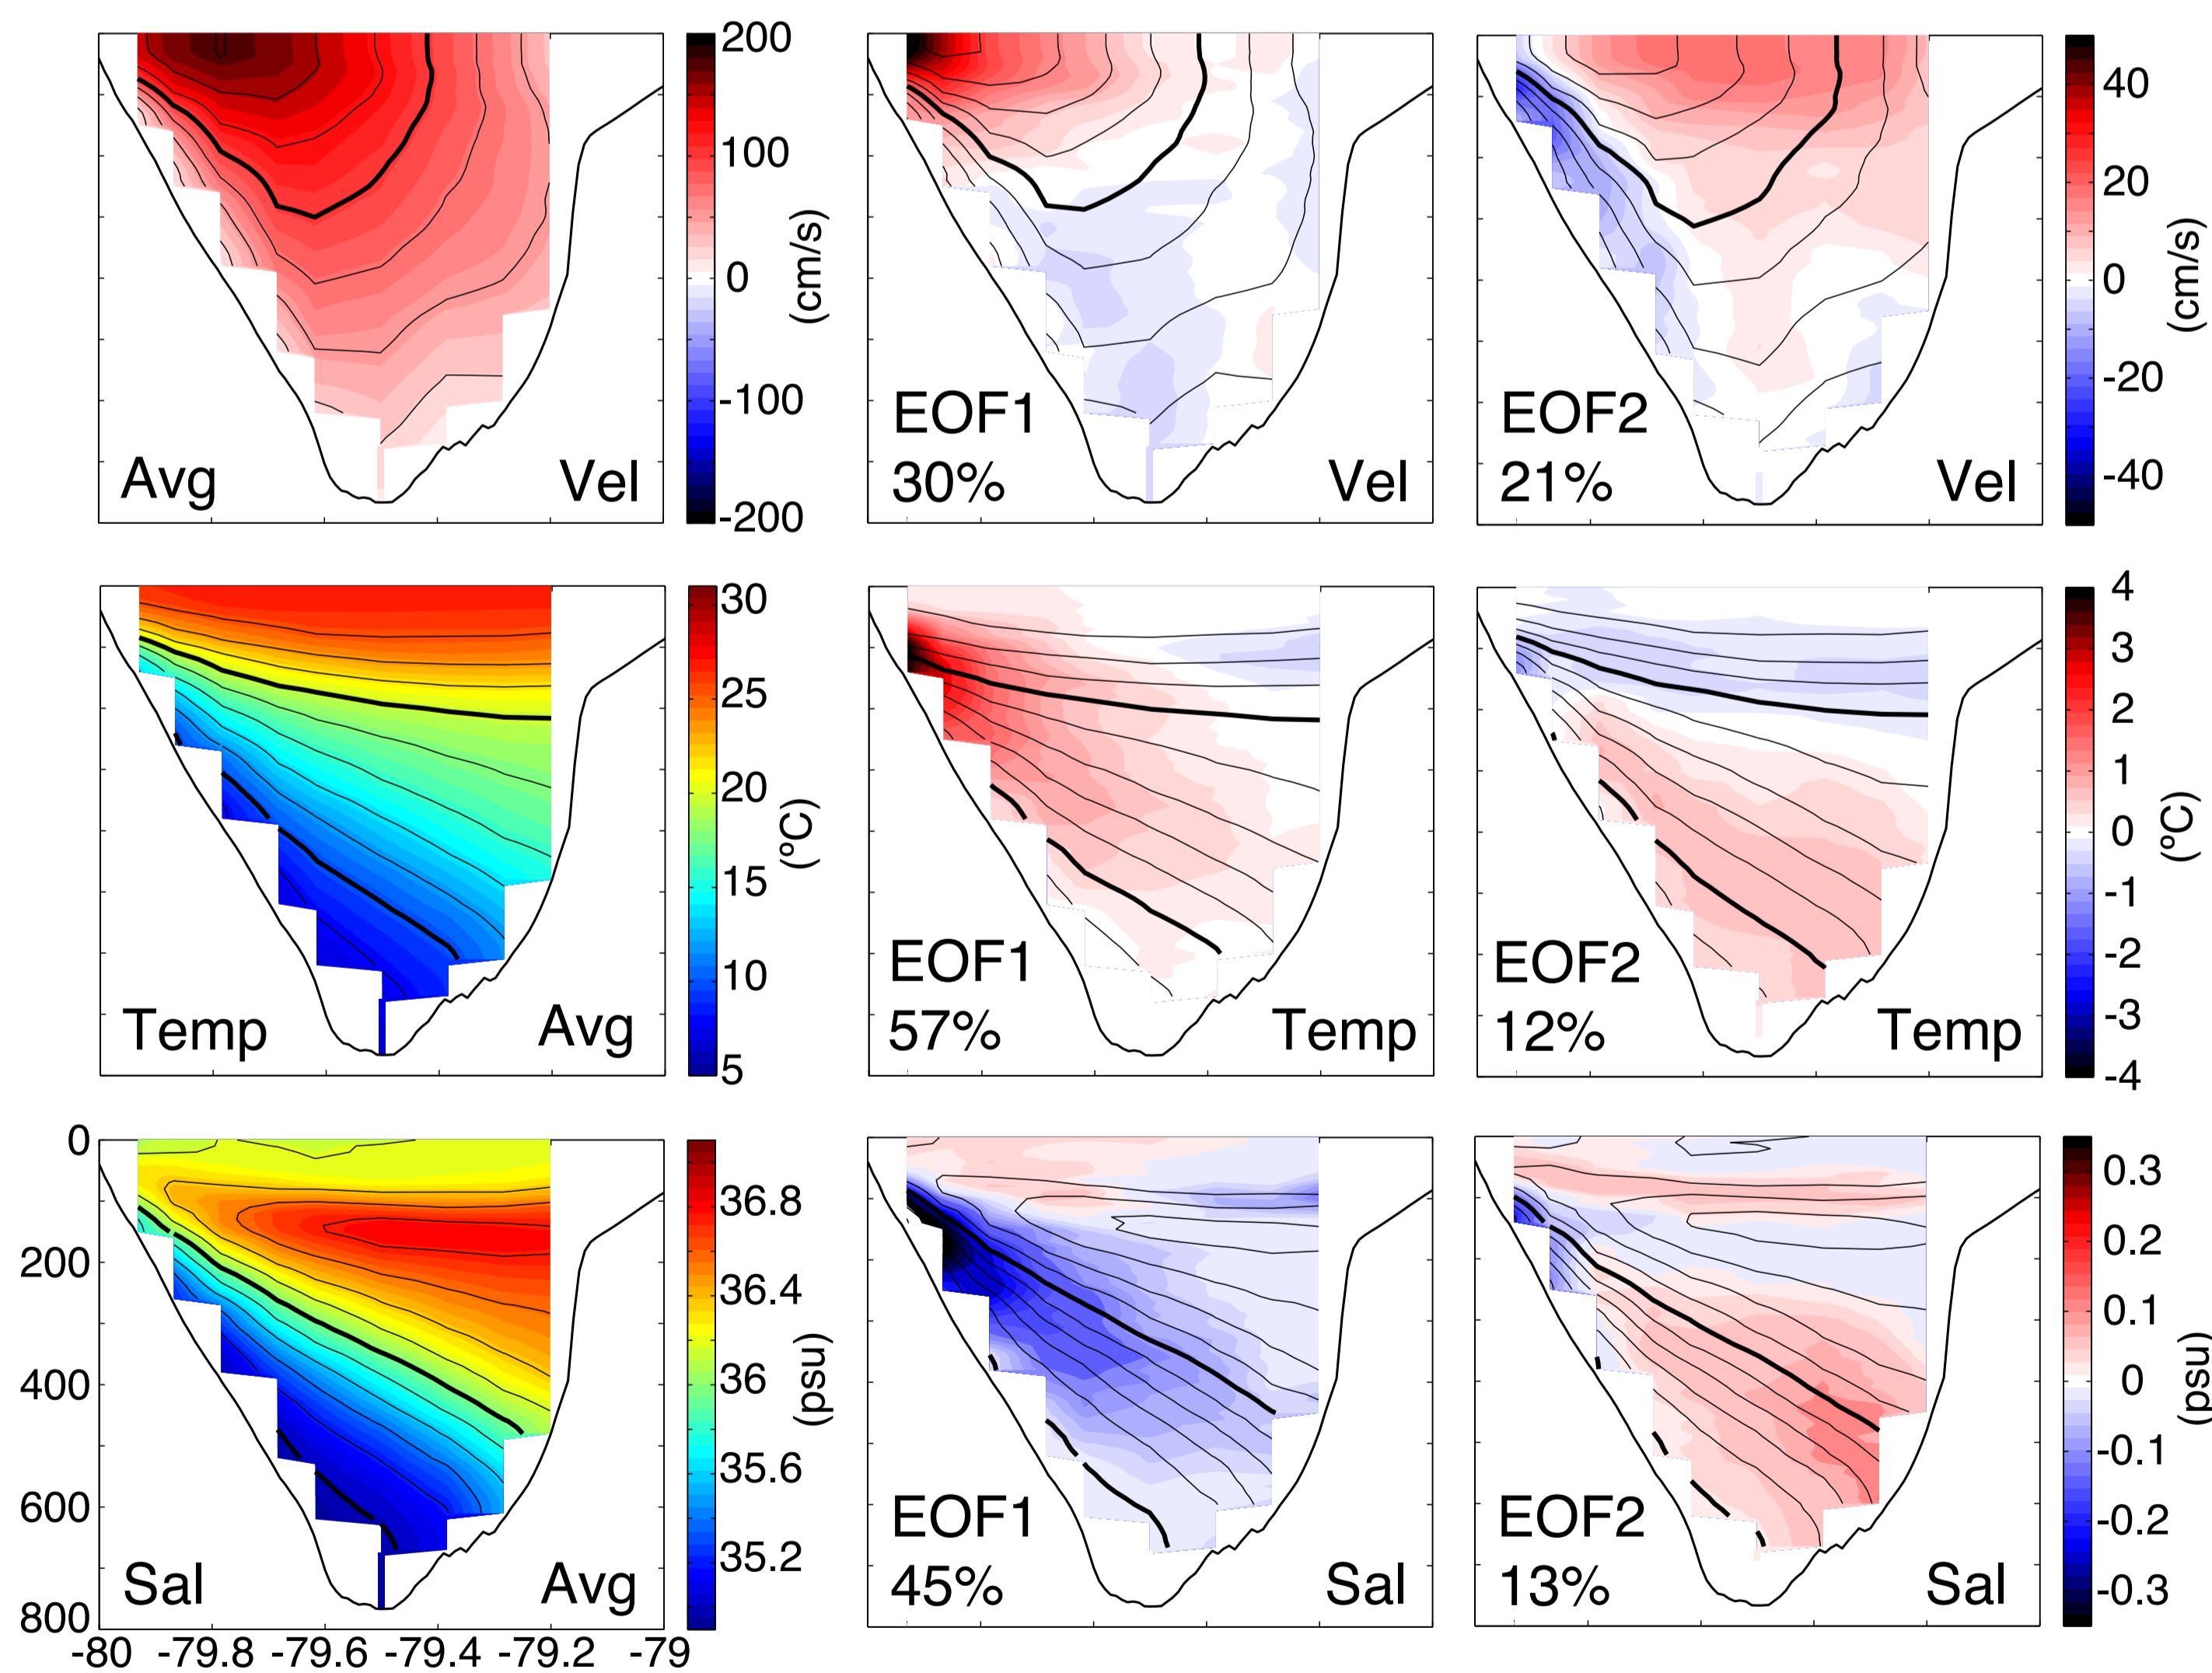 200
100
0
-100
-200
(cm/s)
Avg
Vel
EOF1
30%
Vel
EOF2
21%
Vel
40
20
0
-20
-40
(cm/s)
30
25
20
15
10
5
(ºC)
Temp
Avg
EOF1
57%
Temp
EOF2
12%
Temp
4
3
2
1
0
-1
-2
-3
-4
(ºC)
0
200
400
600
800
-80 -79.8 -79.6 -79.4 -79.2 -79
Sal
Avg
36.8
36.4
36
35.6
35.2
(psu)
EOF1
45%
Sal
EOF2
13%
Sal
0.3
0.2
0.1
0
-0.1
-0.2
-0.3
(psu)